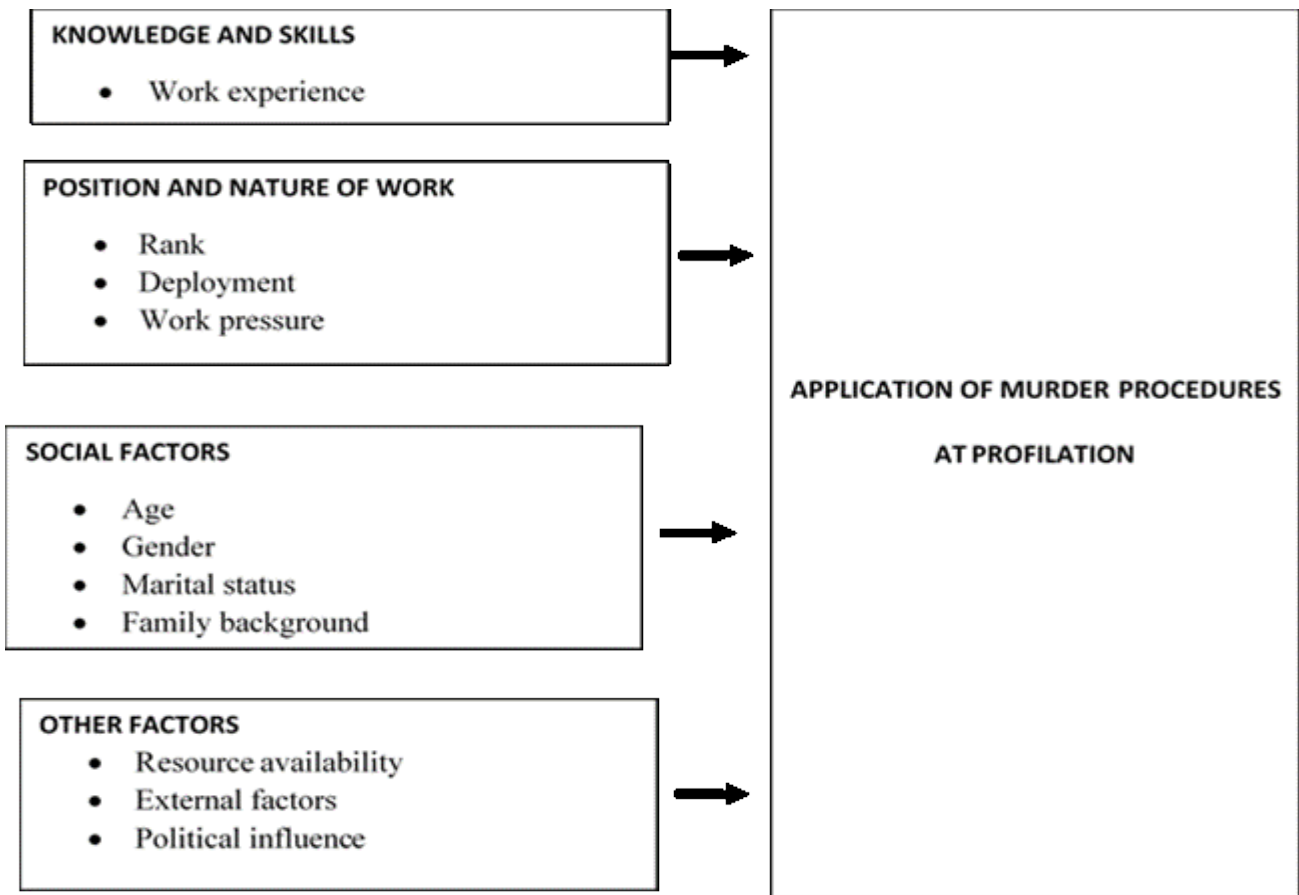 KNOWLEDGE AND SKILLS
• Work experience
POSITION AND NATURE OF WORK
• Rank
• Deployment
• Work pressure
SOCIAL FACTORS
• Age
• Gender
• Marital status
• Family background
OTHER FACTORS
• Resource availability
• External factors
• Political influence
APPLICATION OF MURDER PROCEDURES
AT PROFILATION